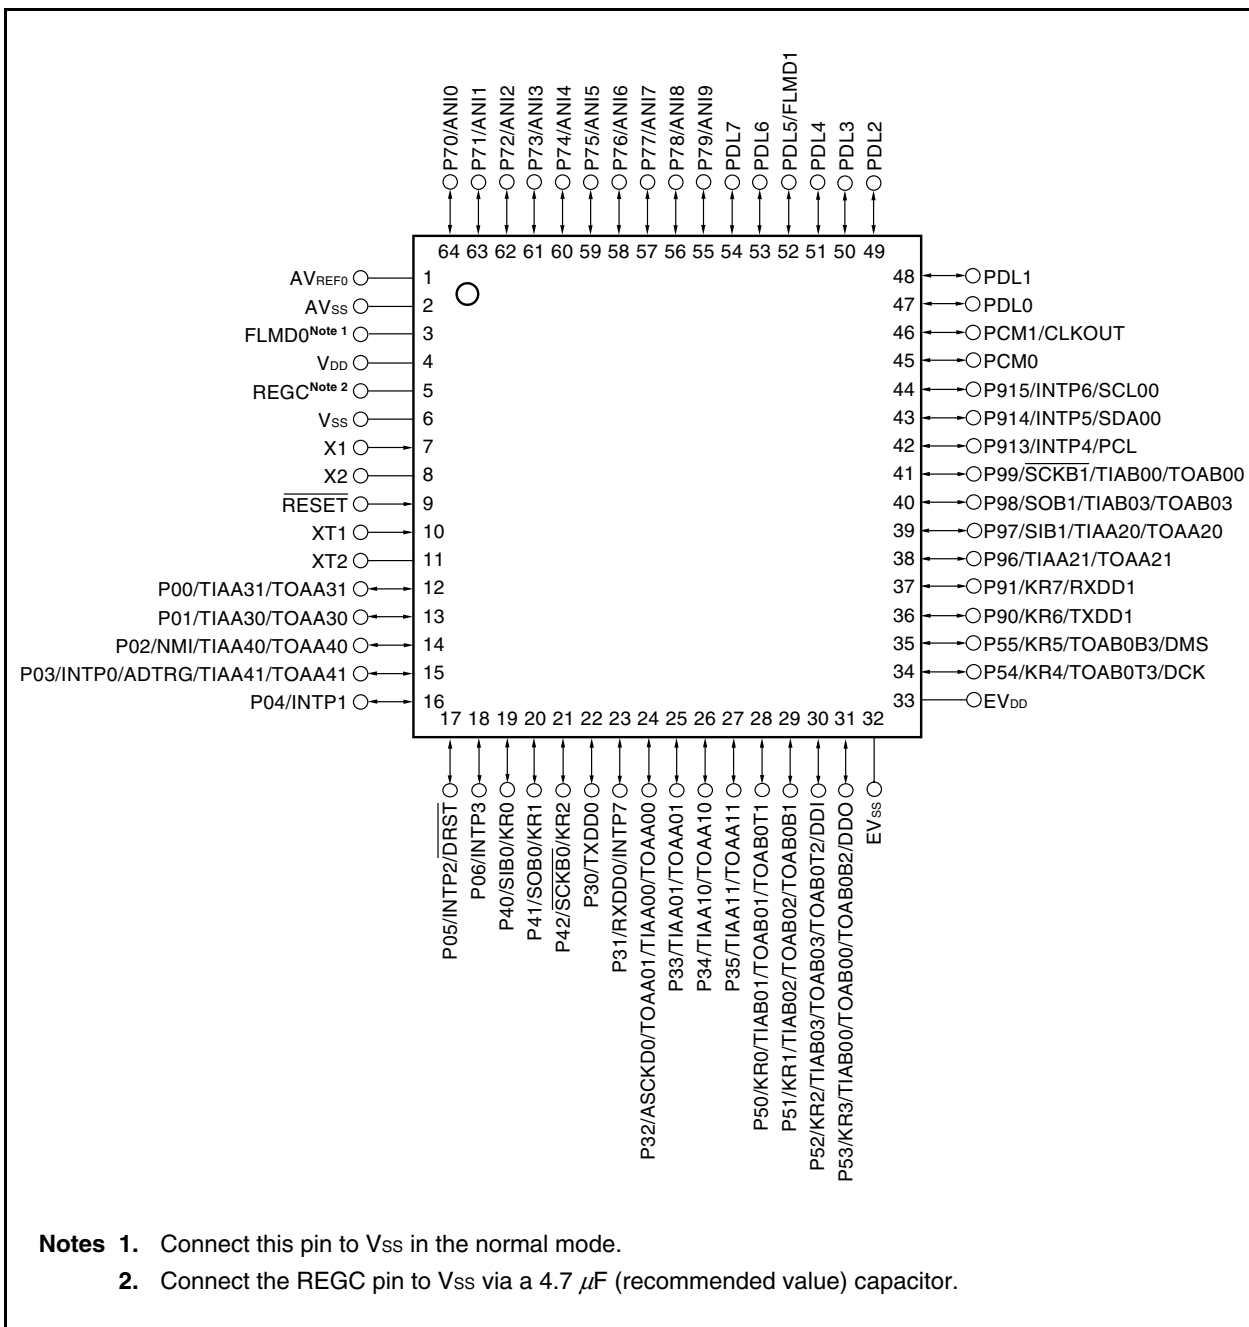 P70/ANI0
P71/ANI1
P72/ANI2
P73/ANI3
P74/ANI4
P75/ANI5
P76/ANI6
P77/ANI7
P78/ANI8
P79/ANI9
PDL7
PDL6
PDL5/FLMD1
PDL4
PDL3
PDL2
64 63 62 61 60 59 58 57 56 55 54 53 52 51 50 49
AVREF0 1
AVSS 2
FLMD0Note 1 3
VDD 4
REGCNote 2 5
VSS 6
X1 7
X2 8
RESET 9
XT1 10
XT2 11
P00/TIAA31/TOAA31 12
P01/TIAA30/TOAA30 13
P02/NMI/TIAA40/TOAA40 14
P03/INTP0/ADTRG/TIAA41/TOAA41 15
P04/INTP1 16
48 PDL1
47 PDL0
46 PCM1/CLKOUT
45 PCM0
44 P915/INTP6/SCL00
43 P914/INTP5/SDA00
42 P913/INTP4/PCL
41 P99/SCKB1/TIAB00/TOAB00
40 P98/SOB1/TIAB03/TOAB03
39 P97/SIB1/TIAA20/TOAA20
38 P96/TIAA21/TOAA21
37 P91/KR7/RXDD1
36 P90/KR6/TXDD1
35 P55/KR5/TOAB0B3/DMS
34 P54/KR4/TOAB0T3/DCK
33 EVDD
17 18 19 20 21 22 23 24 25 26 27 28 29 30 31 32
P05/INTP2/DRST
P06/INTP3
P40/SIB0/KR0
P41/SOB0/KR1
P42/SCKB0/KR2
P30/TXDD0
P31/RXDD0/INTP7
P32/ASCKD0/TOAA01/TIAA00/TOAA00
P33/TIAA01/TOAA01
P34/TIAA10/TOAA10
P35/TIAA11/TOAA11
P50/KR0/TIAB01/TOAB01/TOAB0T1
P51/KR1/TIAB02/TOAB02/TOAB0B1
P52/KR2/TIAB03/TOAB03/TOAB0T2/DDI
P53/KR3/TIAB00/TOAB00/TOAB0B2/DDO
EVSS
Notes 1. Connect this pin to VSS in the normal mode.
2. Connect the REGC pin to VSS via a 4.7 μF (recommended value) capacitor.